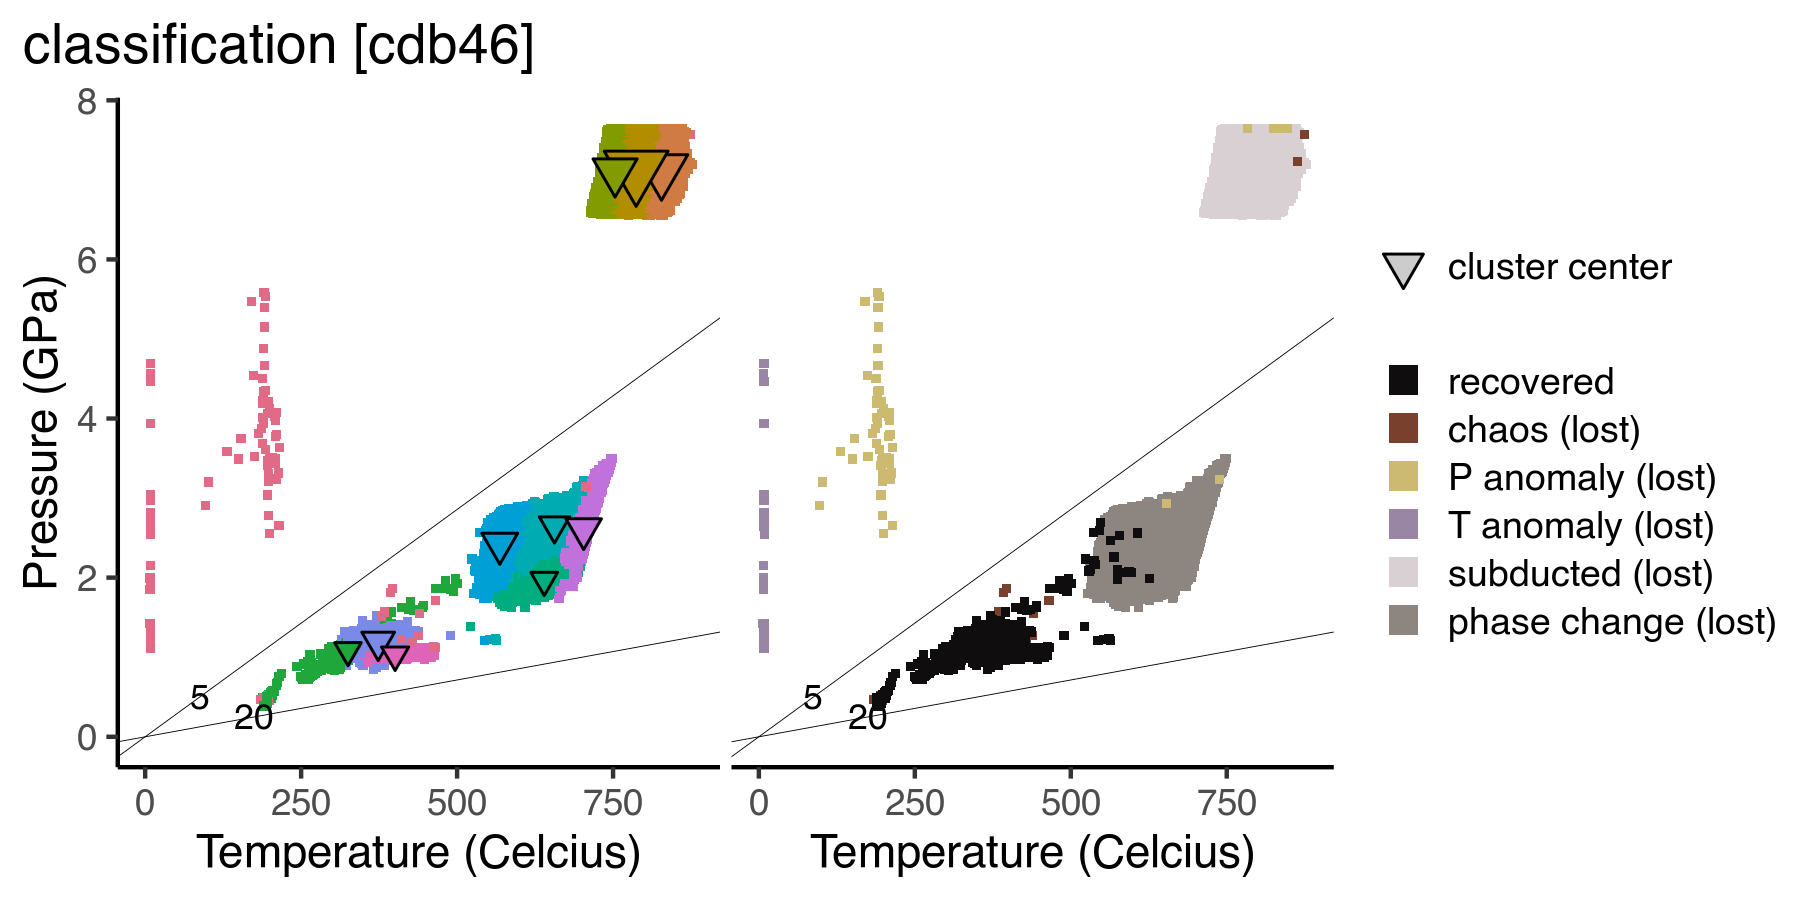 classification [cdb46]
Pressure (GPa)
8
6
4
2
0
5
20
0
250
500
750
Temperature (Celcius)
5
20
0
250
500
750
Temperature (Celcius)
cluster center
recovered
chaos (lost)
P anomaly (lost)
T anomaly (lost)
subducted (lost)
phase change (lost)